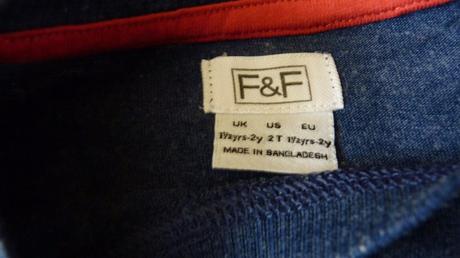 F&F
UK US EU
1½yrs-2y 2T 1½yrs-2y
MADE IN BANGLADESH